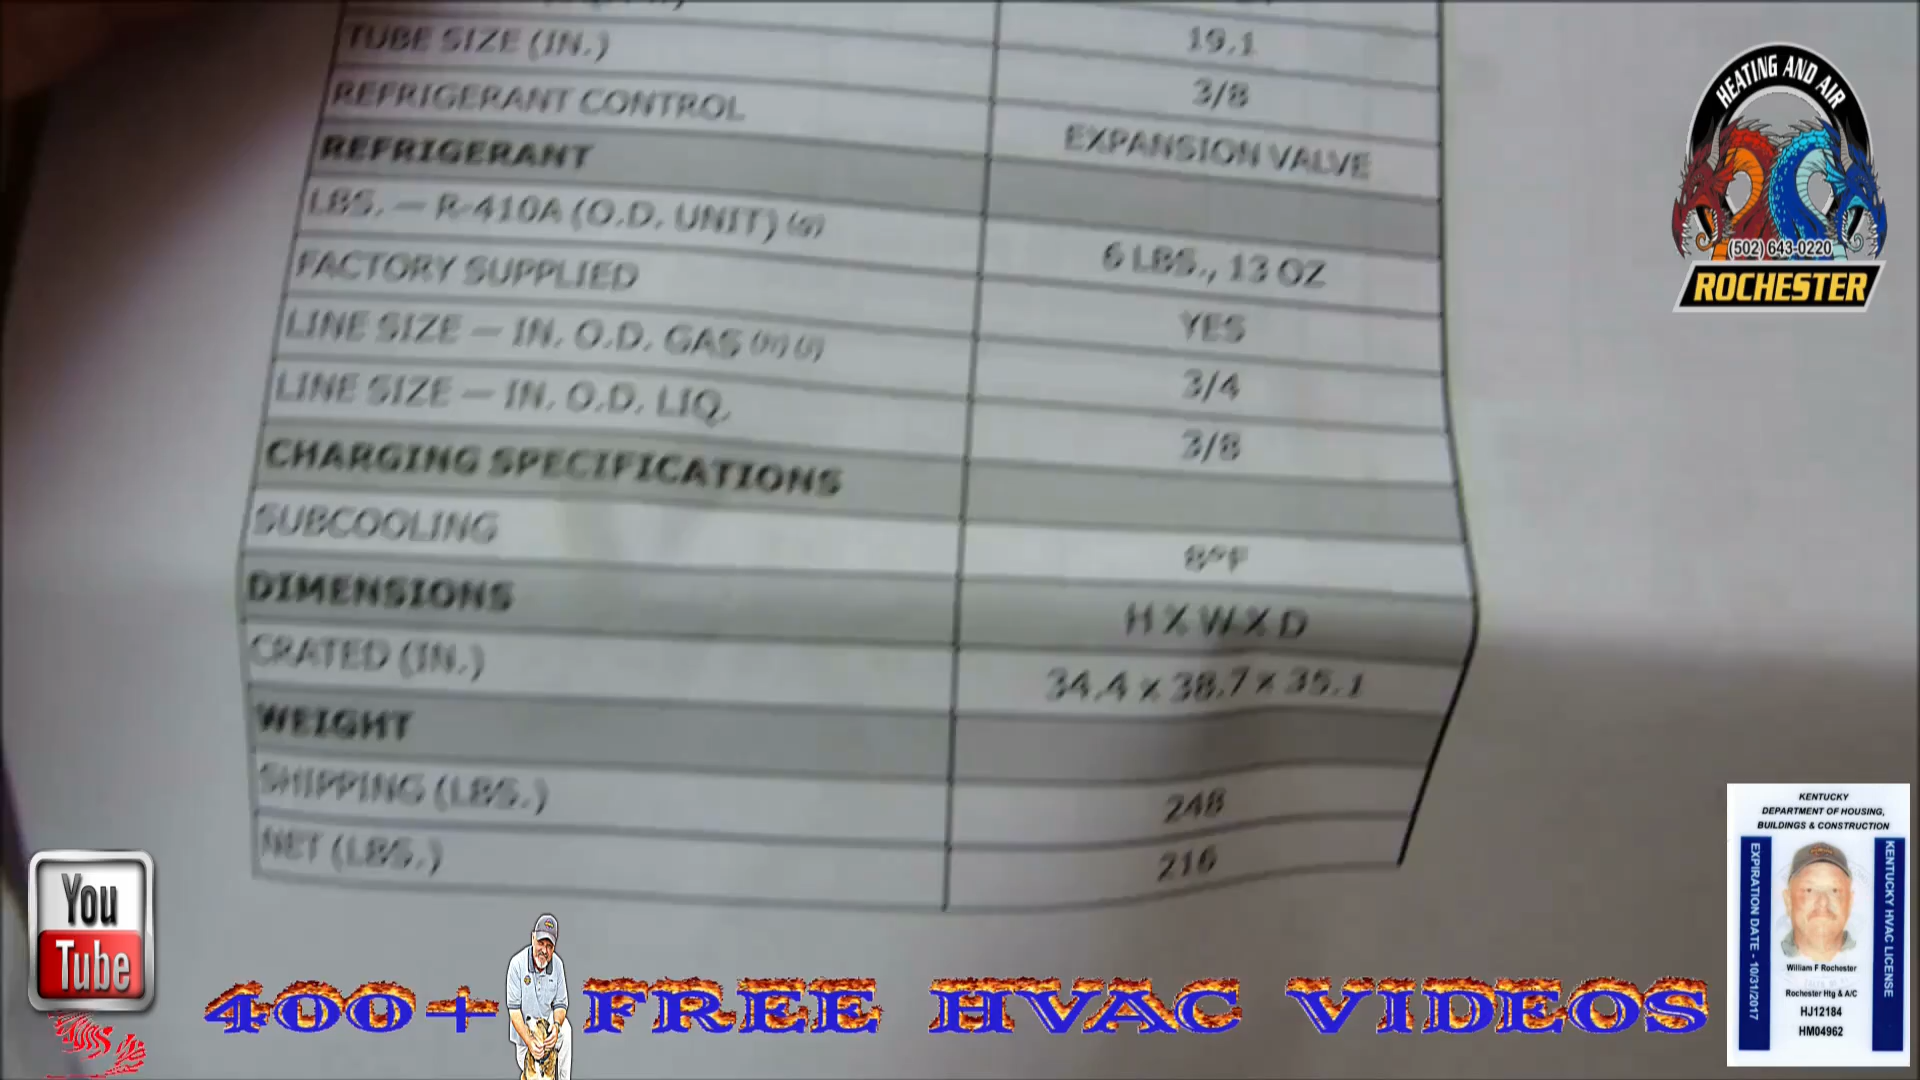 TUBE SIZE (IN.) 19.1
REFRIGERANT CONTROL 3/8
REFRIGERANT EXPANSION VALVE
LBS. — R-410A (O.D. UNIT) (g) 6 LBS., 13 OZ
FACTORY SUPPLIED YES
LINE SIZE — IN. O.D. GAS 3/4
LINE SIZE — IN. O.D. LIQ. 3/8
CHARGING SPECIFICATIONS
SUBCOOLING 8°F
DIMENSIONS H X W X D
CRATED (IN.) 34.4 x 38.7 x 35.1
WEIGHT
SHIPPING (LBS.) 248
NET (LBS.) 216
HEATING AND AIR
(502) 643-0220
ROCHESTER
KENTUCKY
DEPARTMENT OF HOUSING,
BUILDINGS & CONSTRUCTION
EXPIRATION DATE - 10/31/2017
KENTUCKY HVAC LICENSE
William F Rochester
Rochester Htg & A/C
HJ12184
HM04962
You
Tube
400+ FREE HVAC VIDEOS